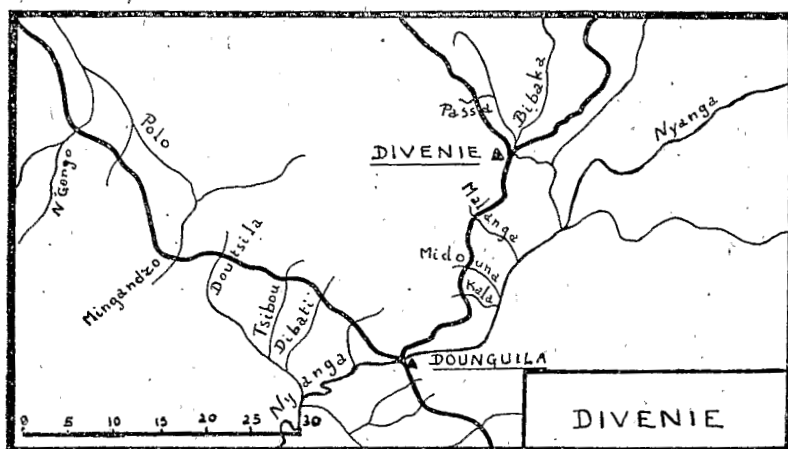 Passa
Bibaka
Polo
Nyanga
DIVENIE
N'Gongo
Malanga
Doutsila
Midouna
Mingandzo
Kala
Tsibou
Dibati
Nyanga
DOUNGUILA
0 5 10 15 20 25 30
DIVENIE